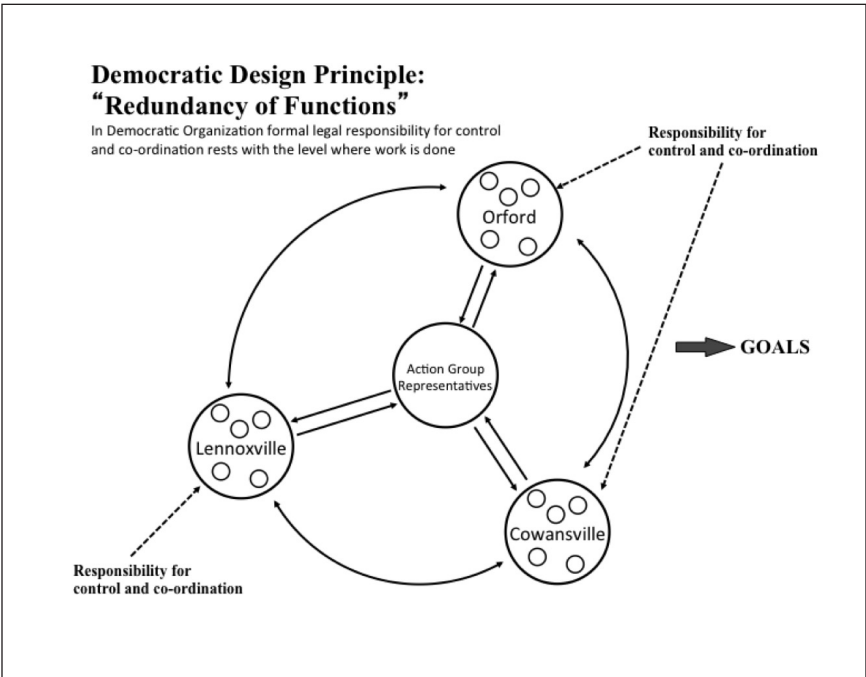 Democratic Design Principle:
“Redundancy of Functions”
In Democratic Organization formal legal responsibility for control
and co-ordination rests with the level where work is done
Responsibility for
control and co-ordination
Orford
GOALS
Action Group
Representatives
Lennoxville
Cowansville
Responsibility for
control and co-ordination